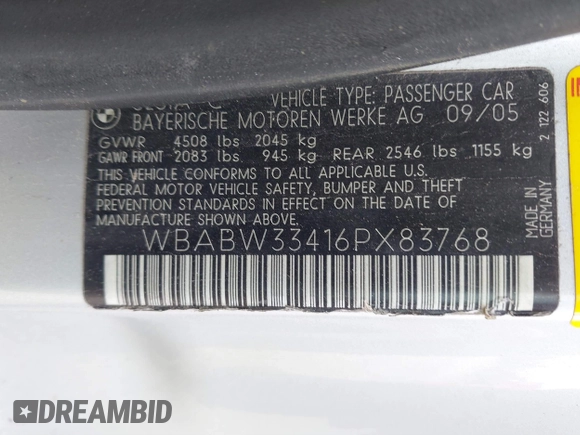 VEHICLE TYPE: PASSENGER CAR
BAYERISCHE MOTOREN WERKE AG 09/05
GVWR 4508 lbs 2045 kg
GAWR FRONT 2083 lbs 945 kg REAR 2546 lbs 1155 kg
THIS VEHICLE CONFORMS TO ALL APPLICABLE U.S.
FEDERAL MOTOR VEHICLE SAFETY, BUMPER AND THEFT
PREVENTION STANDARDS IN EFFECT ON THE DATE OF
MANUFACTURE SHOWN ABOVE.
WBABW33416PX83768
MADE IN
GERMANY
2 122 606
DREAMBID